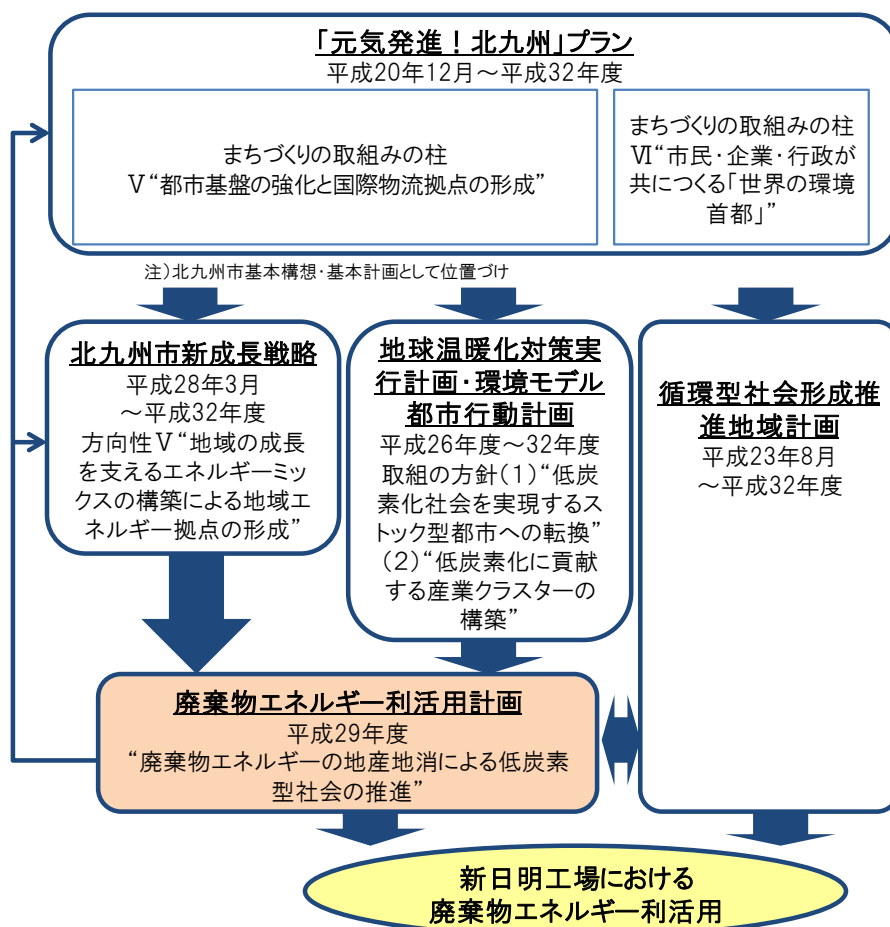 「元気発進！北九州」プラン
平成20年12月～平成32年度
まちづくりの取組みの柱
Ⅴ“都市基盤の強化と国際物流拠点の形成”
まちづくりの取組みの柱
Ⅵ“市民・企業・行政が
共につくる「世界の環境
首都」”
注）北九州市基本構想・基本計画として位置づけ
北九州市新成長戦略
平成28年3月
～平成32年度
方向性Ⅴ“地域の成長
を支えるエネルギーミッ
クスの構築による地域エ
ネルギー拠点の形成”
地球温暖化対策実
行計画・環境モデル
都市行動計画
平成26年度～32年度
取組の方針（1）“低炭
素化社会を実現するス
トック型都市への転換”
（2）“低炭素化に貢献
する産業クラスターの
構築”
循環型社会形成推
進地域計画
平成23年8月
～平成32年度
廃棄物エネルギー利活用計画
平成29年度
“廃棄物エネルギーの地産地消による低炭素
型社会の推進”
新日明工場における
廃棄物エネルギー利活用